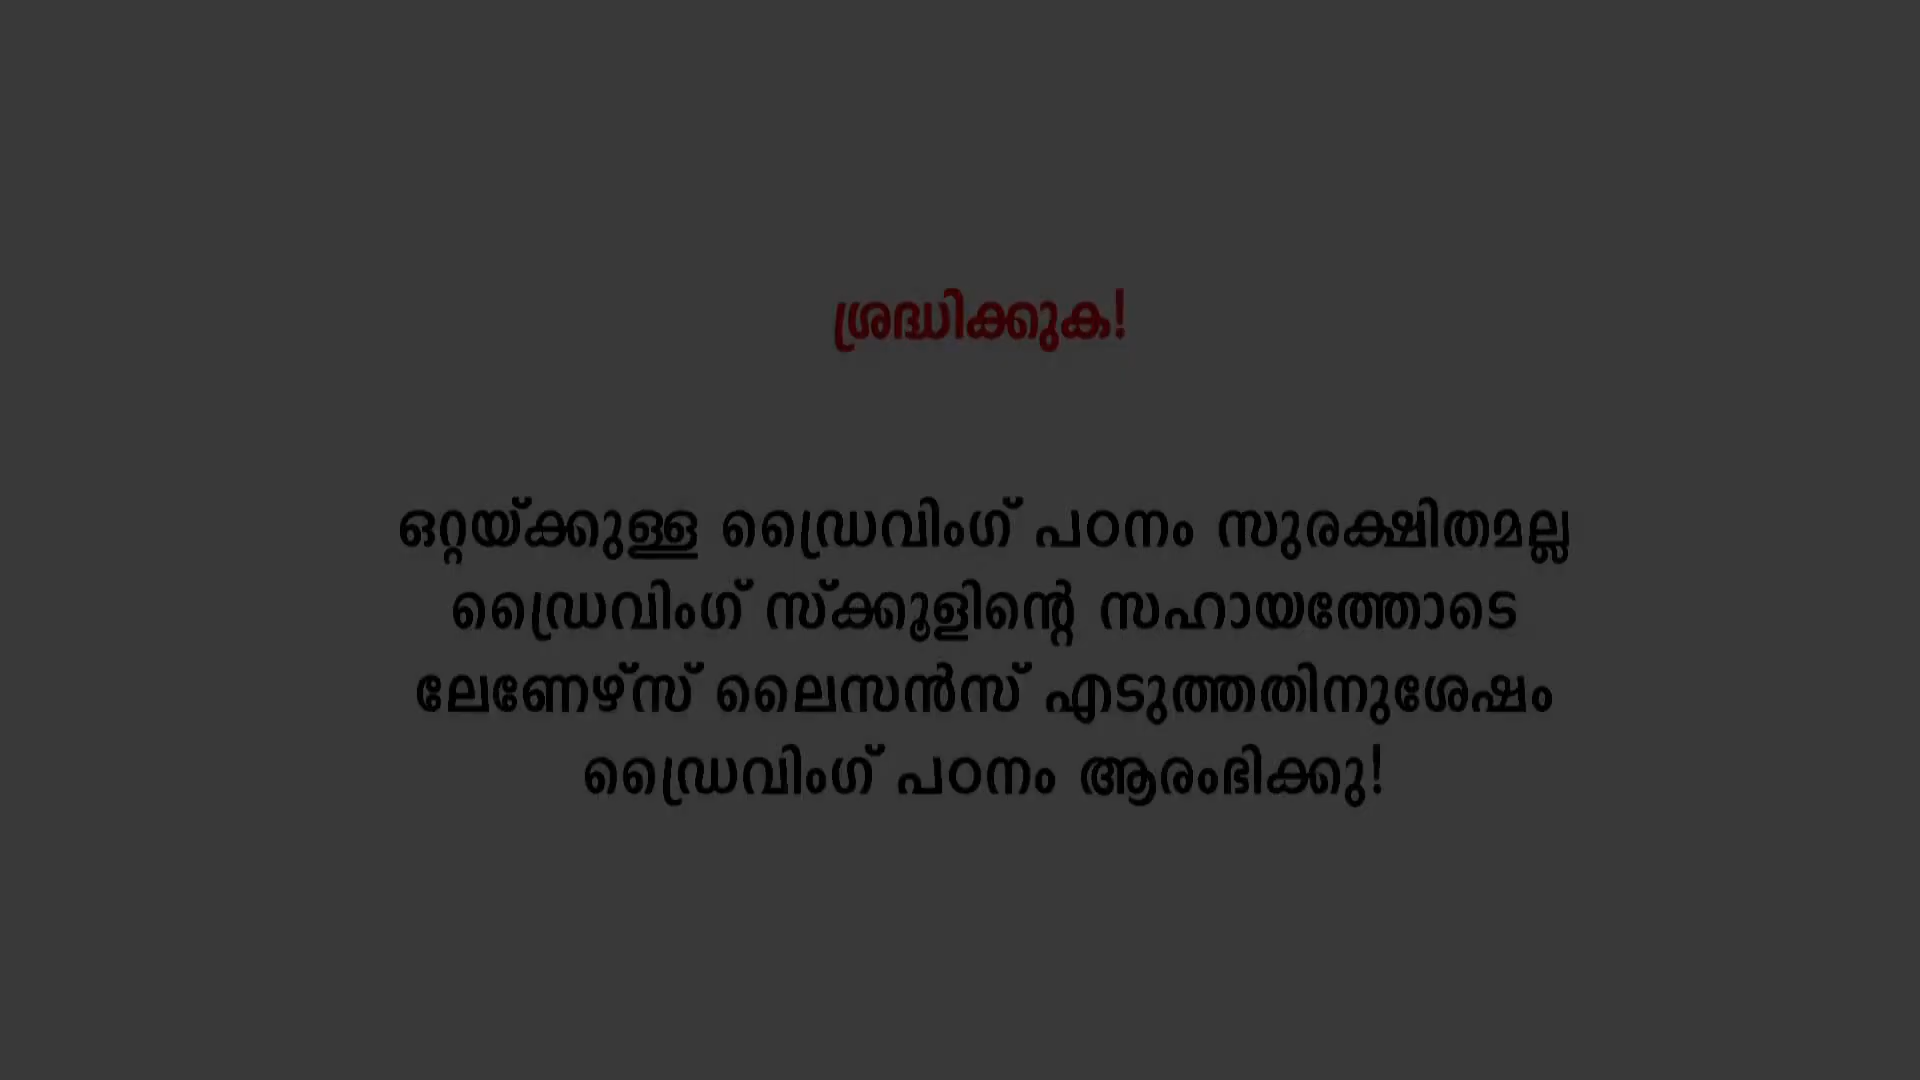 ശ്രദ്ധിക്കുക!
ഒറ്റയ്ക്കുള്ള ഡ്രൈവിംഗ് പഠനം സുരക്ഷിതമല്ല
ഡ്രൈവിംഗ് സ്ക്കൂളിന്റെ സഹായത്തോടെ
ലേണേഴ്സ് ലൈസൻസ് എടുത്തതിനുശേഷം
ഡ്രൈവിംഗ് പഠനം ആരംഭിക്കു!